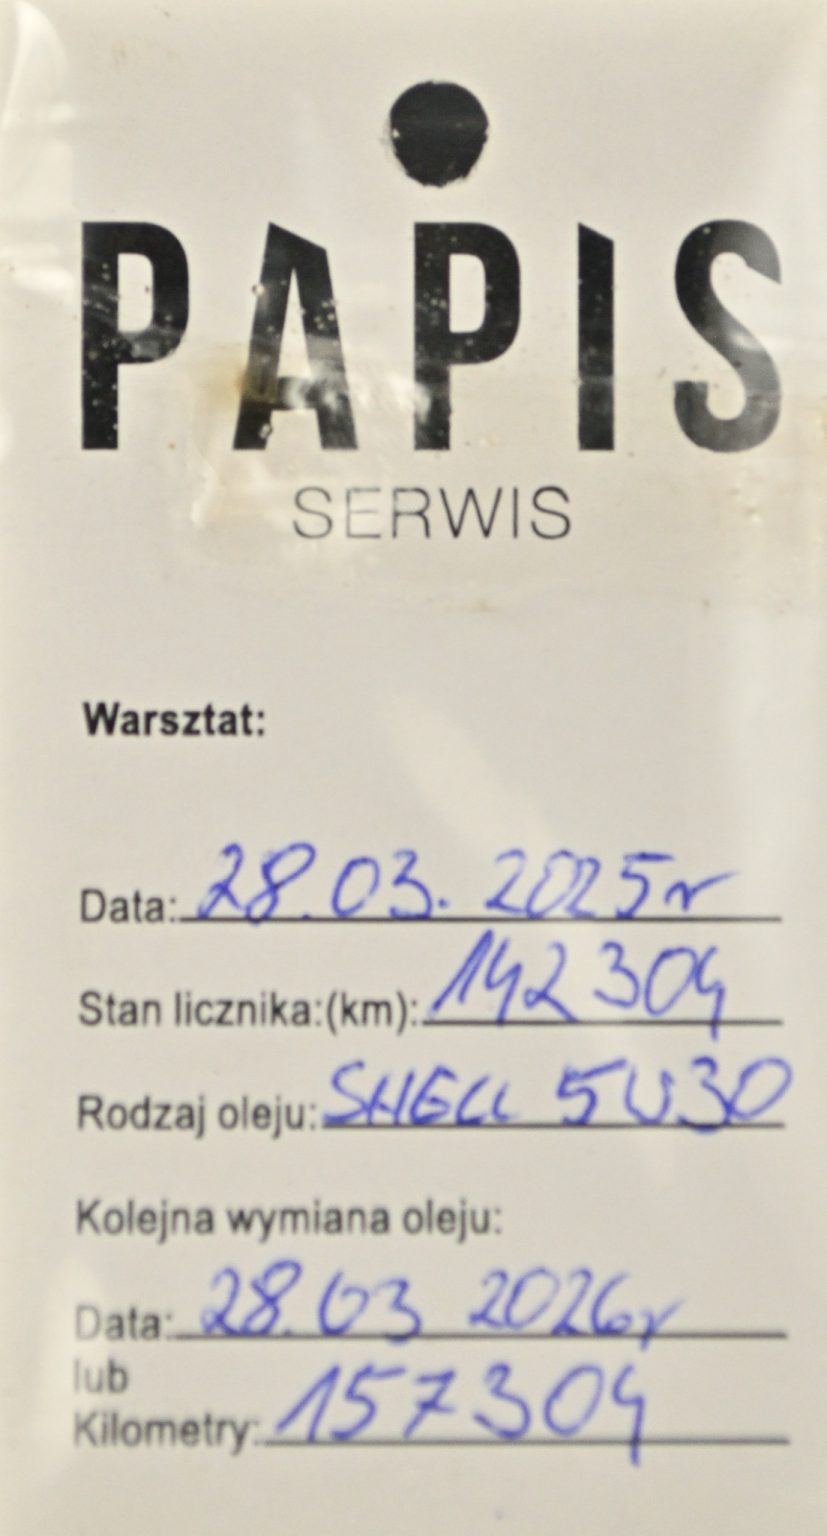 PAPIS
SERWIS
Warsztat:
Data: 28.03.2025r
Stan licznika:(km): 142304
Rodzaj oleju: SHELL 5W30
Kolejna wymiana oleju:
Data: 28.03 2026r
lub
Kilometry: 157304